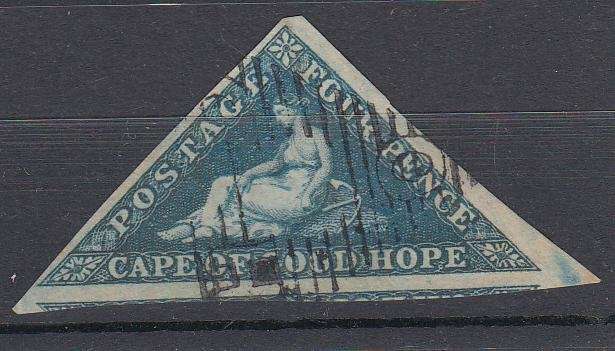 POSTAGE
FOUR PENCE
CAPE OF GOOD HOPE